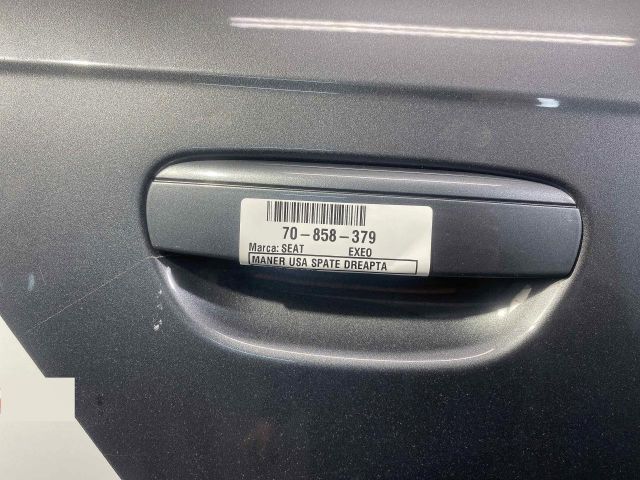 70-858-379
Marca: SEAT EXEO
MANER USA SPATE DREAPTA